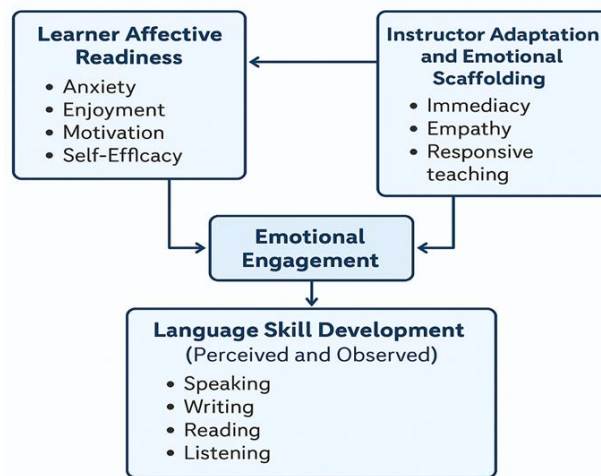 Learner Affective
Readiness
• Anxiety
• Enjoyment
• Motivation
• Self-Efficacy
Instructor Adaptation
and Emotional
Scaffolding
• Immediacy
• Empathy
• Responsive
teaching
Emotional
Engagement
Language Skill Development
(Perceived and Observed)
• Speaking
• Writing
• Reading
• Listening